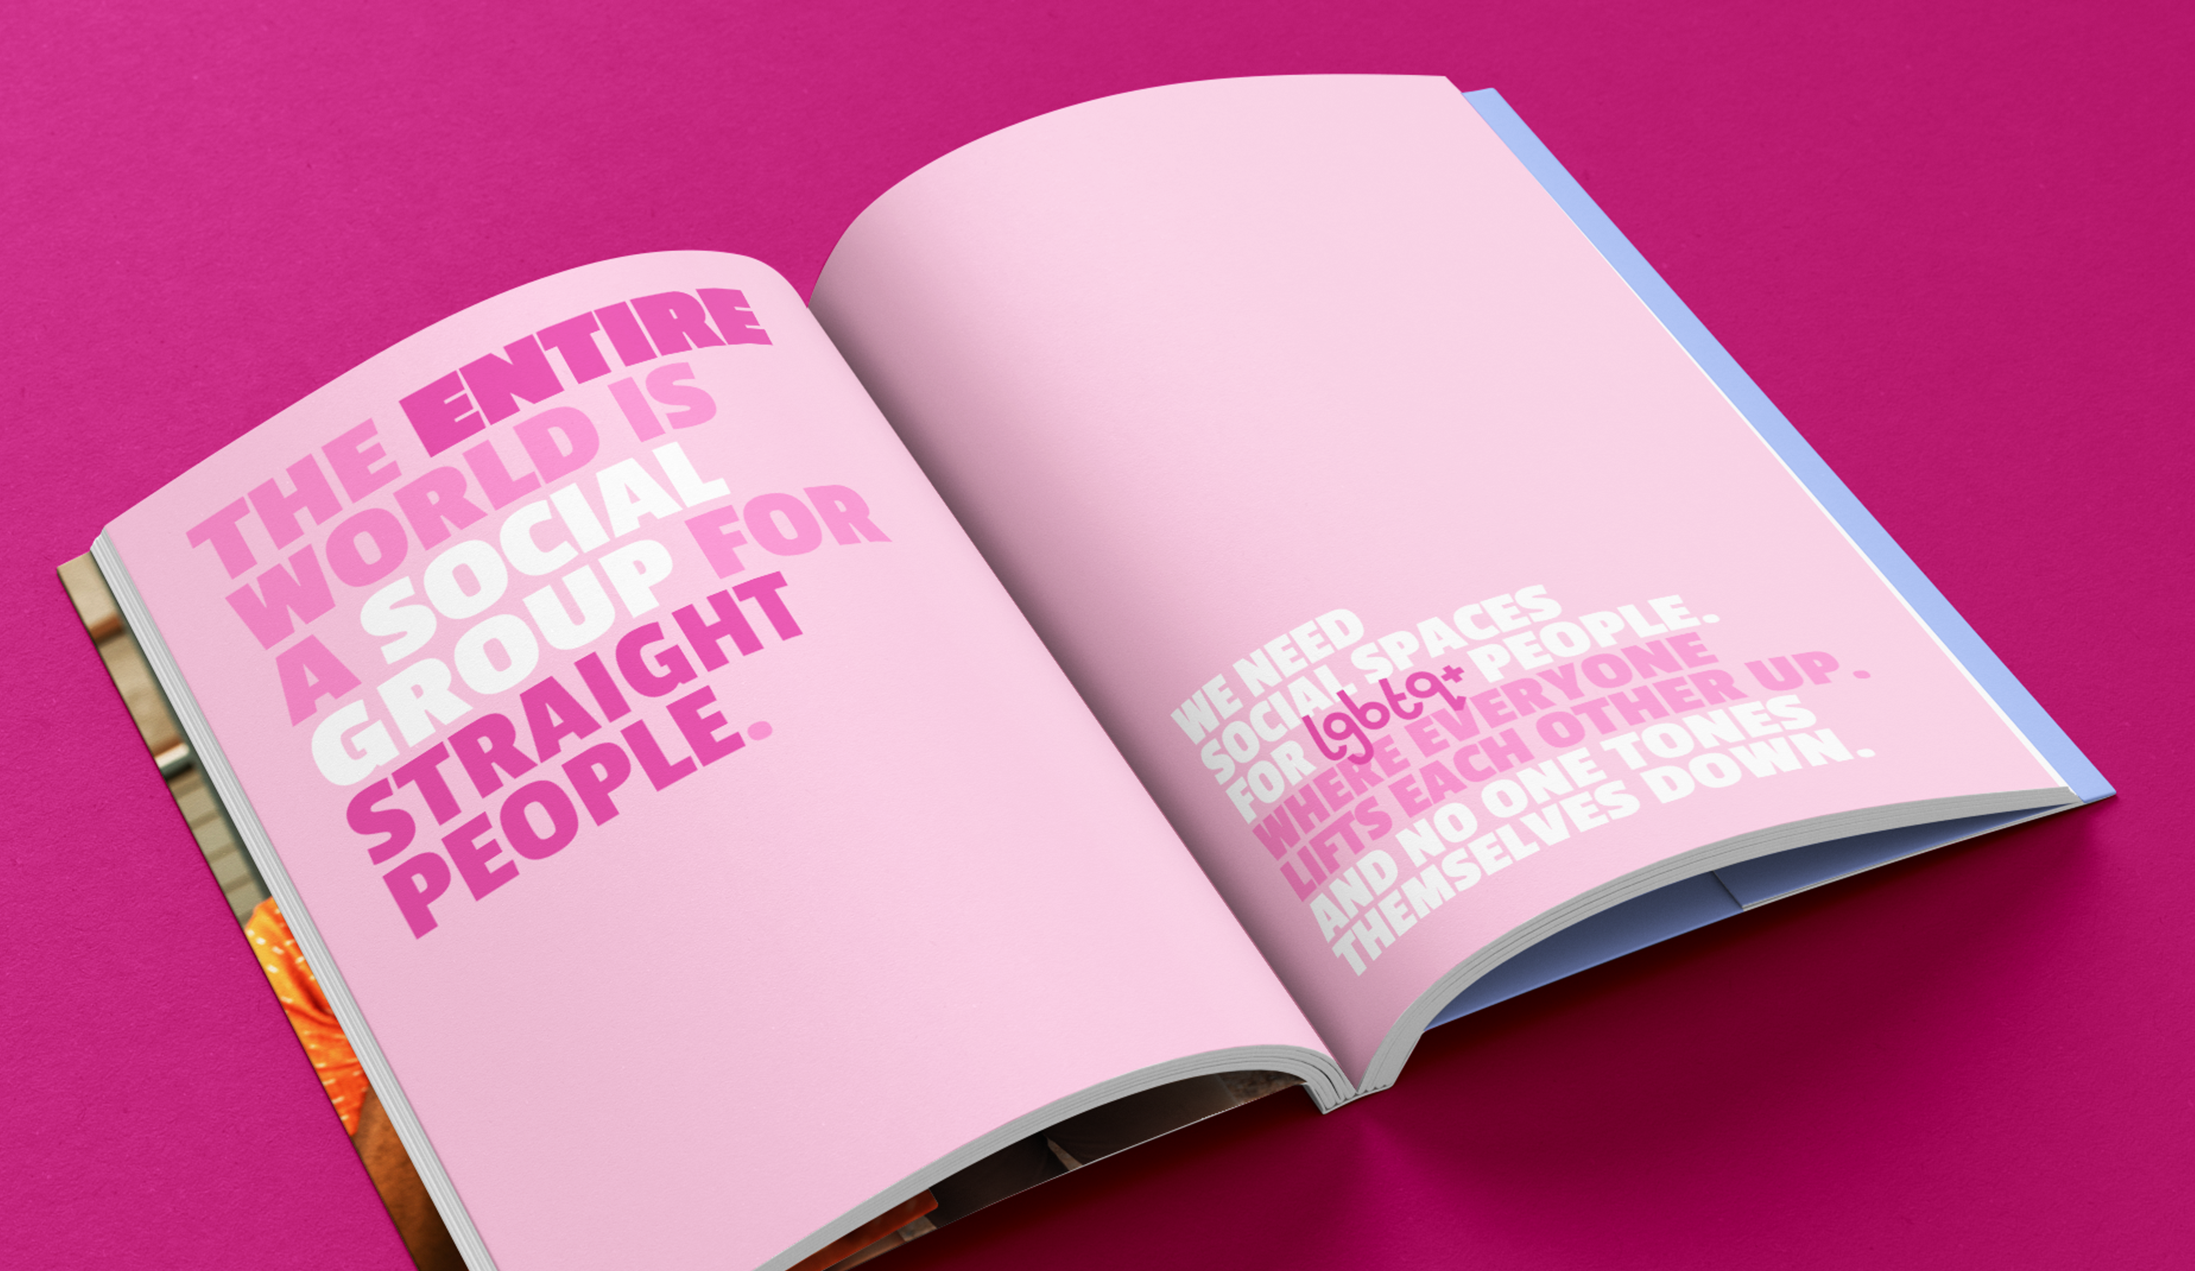 THE ENTIRE
WORLD IS
A SOCIAL
GROUP FOR
STRAIGHT
PEOPLE.
WE NEED
SOCIAL SPACES
FOR lgbtq+ PEOPLE.
WHERE EVERYONE
LIFTS EACH OTHER UP.
AND NO ONE TONES
THEMSELVES DOWN.